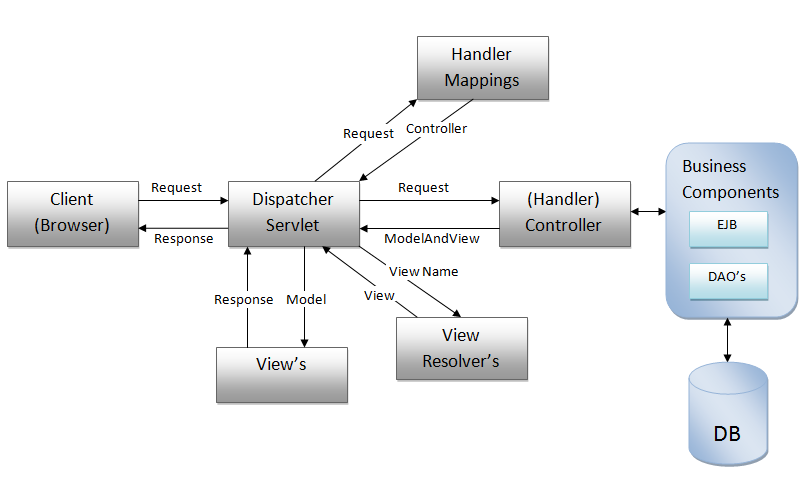 Handler
Mappings
Request
Controller
Business
Components
EJB
DAO's
Client
(Browser)
Request
Response
Dispatcher
Servlet
Request
ModelAndView
(Handler)
Controller
View Name
View
Response
Model
View
Resolver's
View's
DB